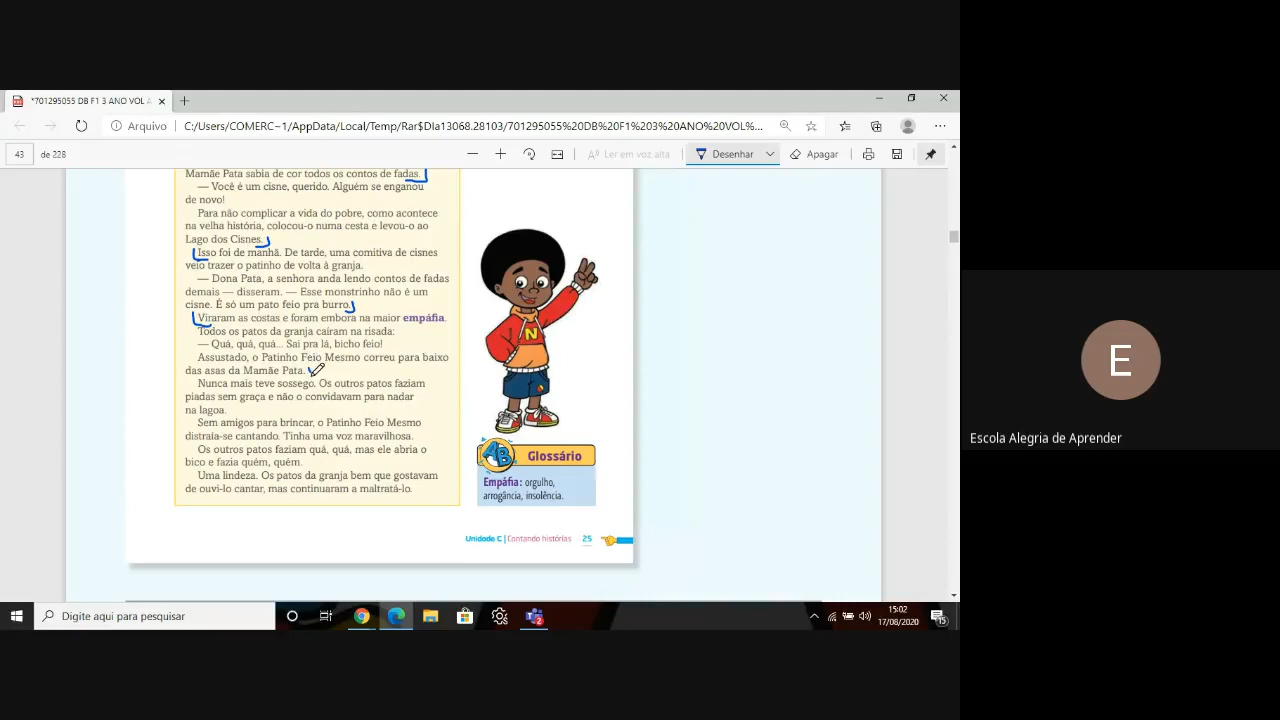 *701295055 DB F1 3 ANO VOL A
Arquivo
C:/Users/COMERC~1/AppData/Local/Temp/Rar$DIa13068.28103/701295055%20DB%20F1%203%20ANO%20VOL%...
43
de 228
Ler em voz alta
Desenhar
Apagar
Mamãe Pata sabia de cor todos os contos de fadas.
— Você é um cisne, querido. Alguém se enganou
de novo!
Para não complicar a vida do pobre, como acontece
na velha história, colocou-o numa cesta e levou-o ao
Lago dos Cisnes.
Isso foi de manhã. De tarde, uma comitiva de cisnes
veio trazer o patinho de volta à granja.
— Dona Pata, a senhora anda lendo contos de fadas
demais — disseram. — Esse monstrinho não é um
cisne. É só um pato feio pra burro.
Viraram as costas e foram embora na maior empáfia.
Todos os patos da granja caíram na risada:
— Quá, quá, quá... Sai pra lá, bicho feio!
Assustado, o Patinho Feio Mesmo correu para baixo
das asas da Mamãe Pata.
Nunca mais teve sossego. Os outros patos faziam
piadas sem graça e não o convidavam para nadar
na lagoa.
Sem amigos para brincar, o Patinho Feio Mesmo
distraía-se cantando. Tinha uma voz maravilhosa.
Os outros patos faziam quá, quá, mas ele abria o
bico e fazia quém, quém.
Uma lindeza. Os patos da granja bem que gostavam
de ouvi-lo cantar, mas continuaram a maltratá-lo.
N
AB
Glossário
Empáfia: orgulho,
arrogância, insolência.
Unidade C | Contando histórias 25
E
Escola Alegria de Aprender
Digite aqui para pesquisar
2
15:02
17/08/2020
15